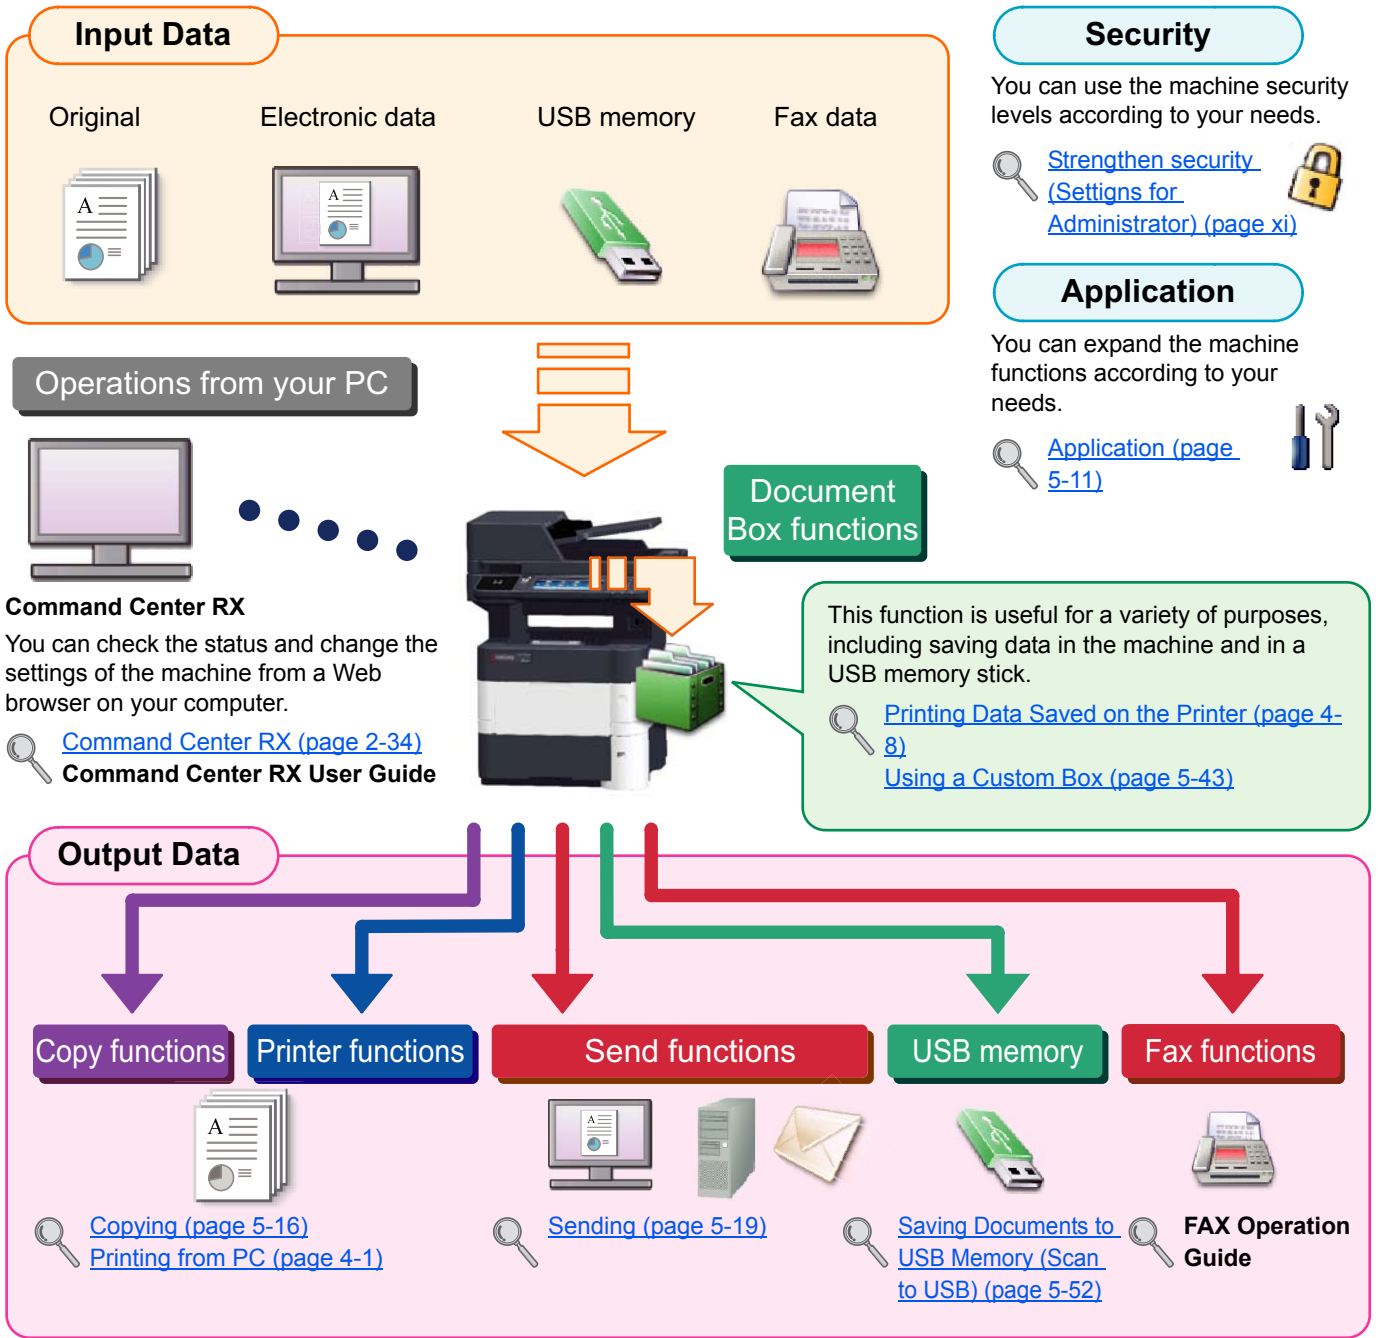 Input Data
Original
Electronic data
USB memory
Fax data
Security
You can use the machine security
levels according to your needs.
Strengthen security
(Settigns for
Administrator) (page xi)
Application
You can expand the machine
functions according to your
needs.
Application (page
5-11)
Operations from your PC
Command Center RX
You can check the status and change the
settings of the machine from a Web
browser on your computer.
Command Center RX (page 2-34)
Command Center RX User Guide
Document
Box functions
This function is useful for a variety of purposes,
including saving data in the machine and in a
USB memory stick.
Printing Data Saved on the Printer (page 4-
8)
Using a Custom Box (page 5-43)
Output Data
Copy functions
Printer functions
Send functions
USB memory
Fax functions
A
A
A
A
Copying (page 5-16)
Printing from PC (page 4-1)
Sending (page 5-19)
Saving Documents to
USB Memory (Scan
to USB) (page 5-52)
FAX Operation
Guide